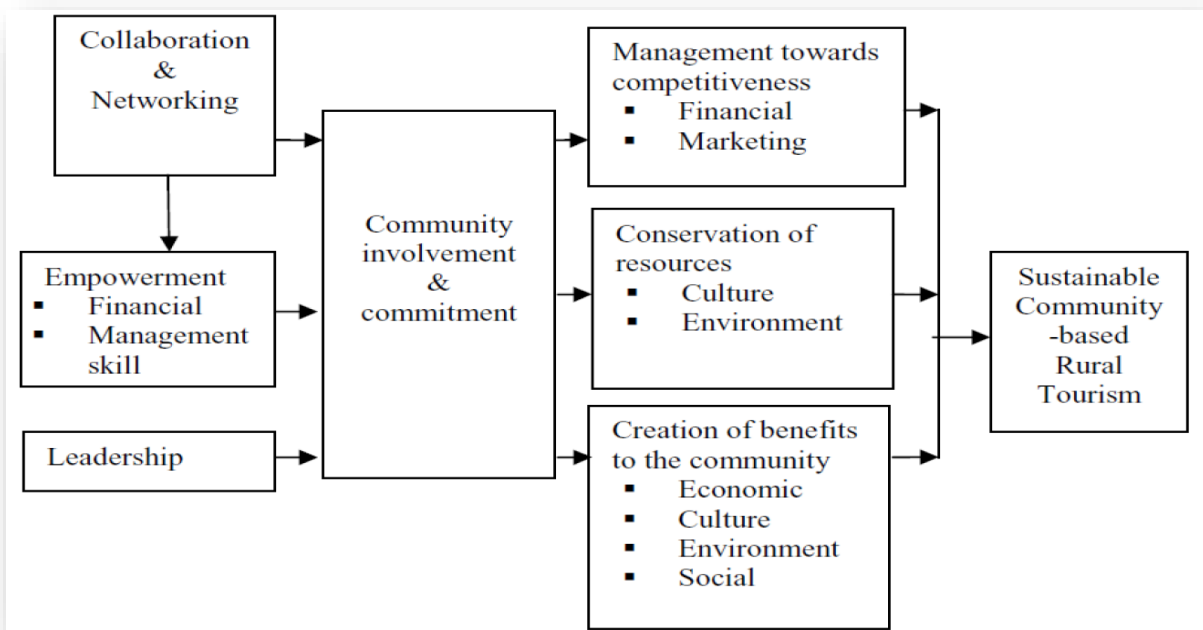 Collaboration
&
Networking
Empowerment
▪ Financial
▪ Management
skill
Leadership
Community
involvement
&
commitment
Management towards
competitiveness
▪ Financial
▪ Marketing
Conservation of
resources
▪ Culture
▪ Environment
Creation of benefits
to the community
▪ Economic
▪ Culture
▪ Environment
▪ Social
Sustainable
Community
-based
Rural
Tourism